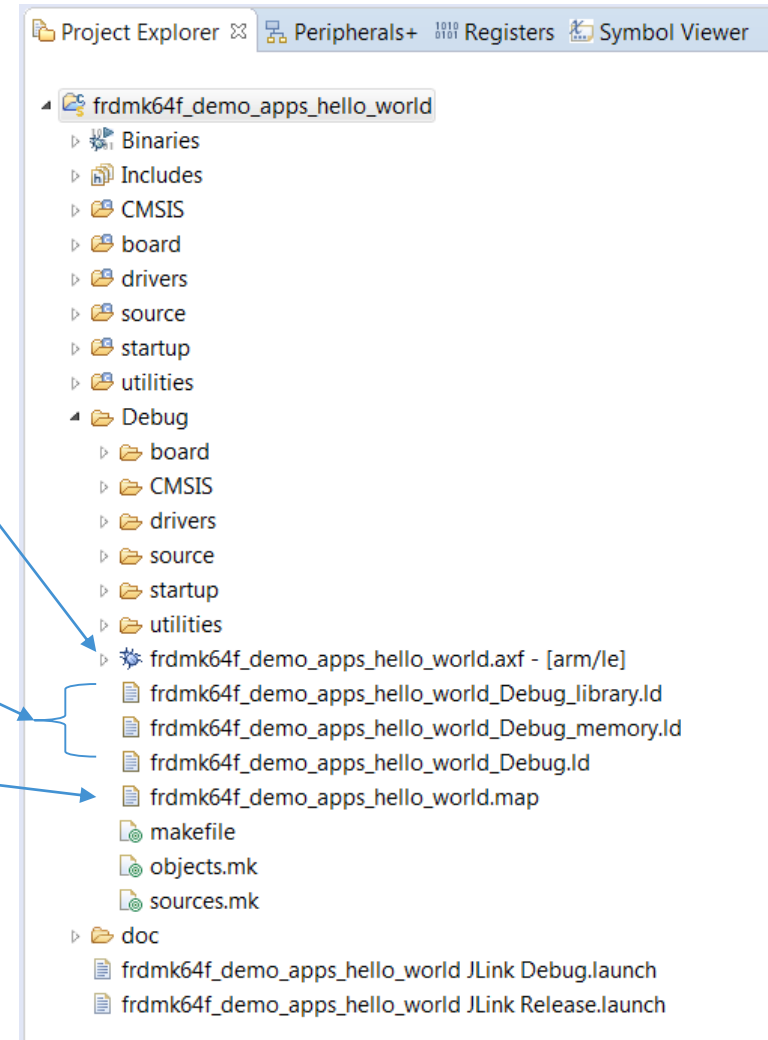 Project Explorer Peripherals+ Registers Symbol Viewer
frdmk64f_demo_apps_hello_world
Binaries
Includes
CMSIS
board
drivers
source
startup
utilities
Debug
board
CMSIS
drivers
source
startup
utilities
frdmk64f_demo_apps_hello_world.axf - [arm/le]
frdmk64f_demo_apps_hello_world_Debug_library.ld
frdmk64f_demo_apps_hello_world_Debug_memory.ld
frdmk64f_demo_apps_hello_world_Debug.ld
frdmk64f_demo_apps_hello_world.map
makefile
objects.mk
sources.mk
doc
frdmk64f_demo_apps_hello_world JLink Debug.launch
frdmk64f_demo_apps_hello_world JLink Release.launch